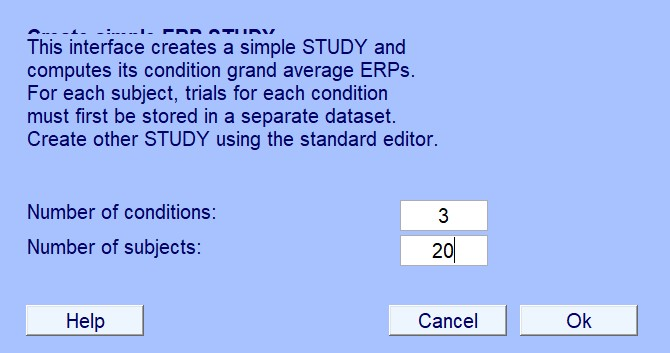 Create simple ERP STUDY
This interface creates a simple STUDY and
computes its condition grand average ERPs.
For each subject, trials for each condition
must first be stored in a separate dataset.
Create other STUDY using the standard editor.
Number of conditions: 3
Number of subjects: 20
Help Cancel Ok